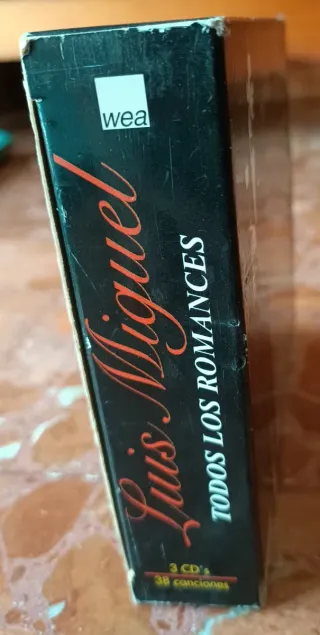 wea
Luis Miguel
TODOS LOS ROMANCES
3 CD's
38 canciones